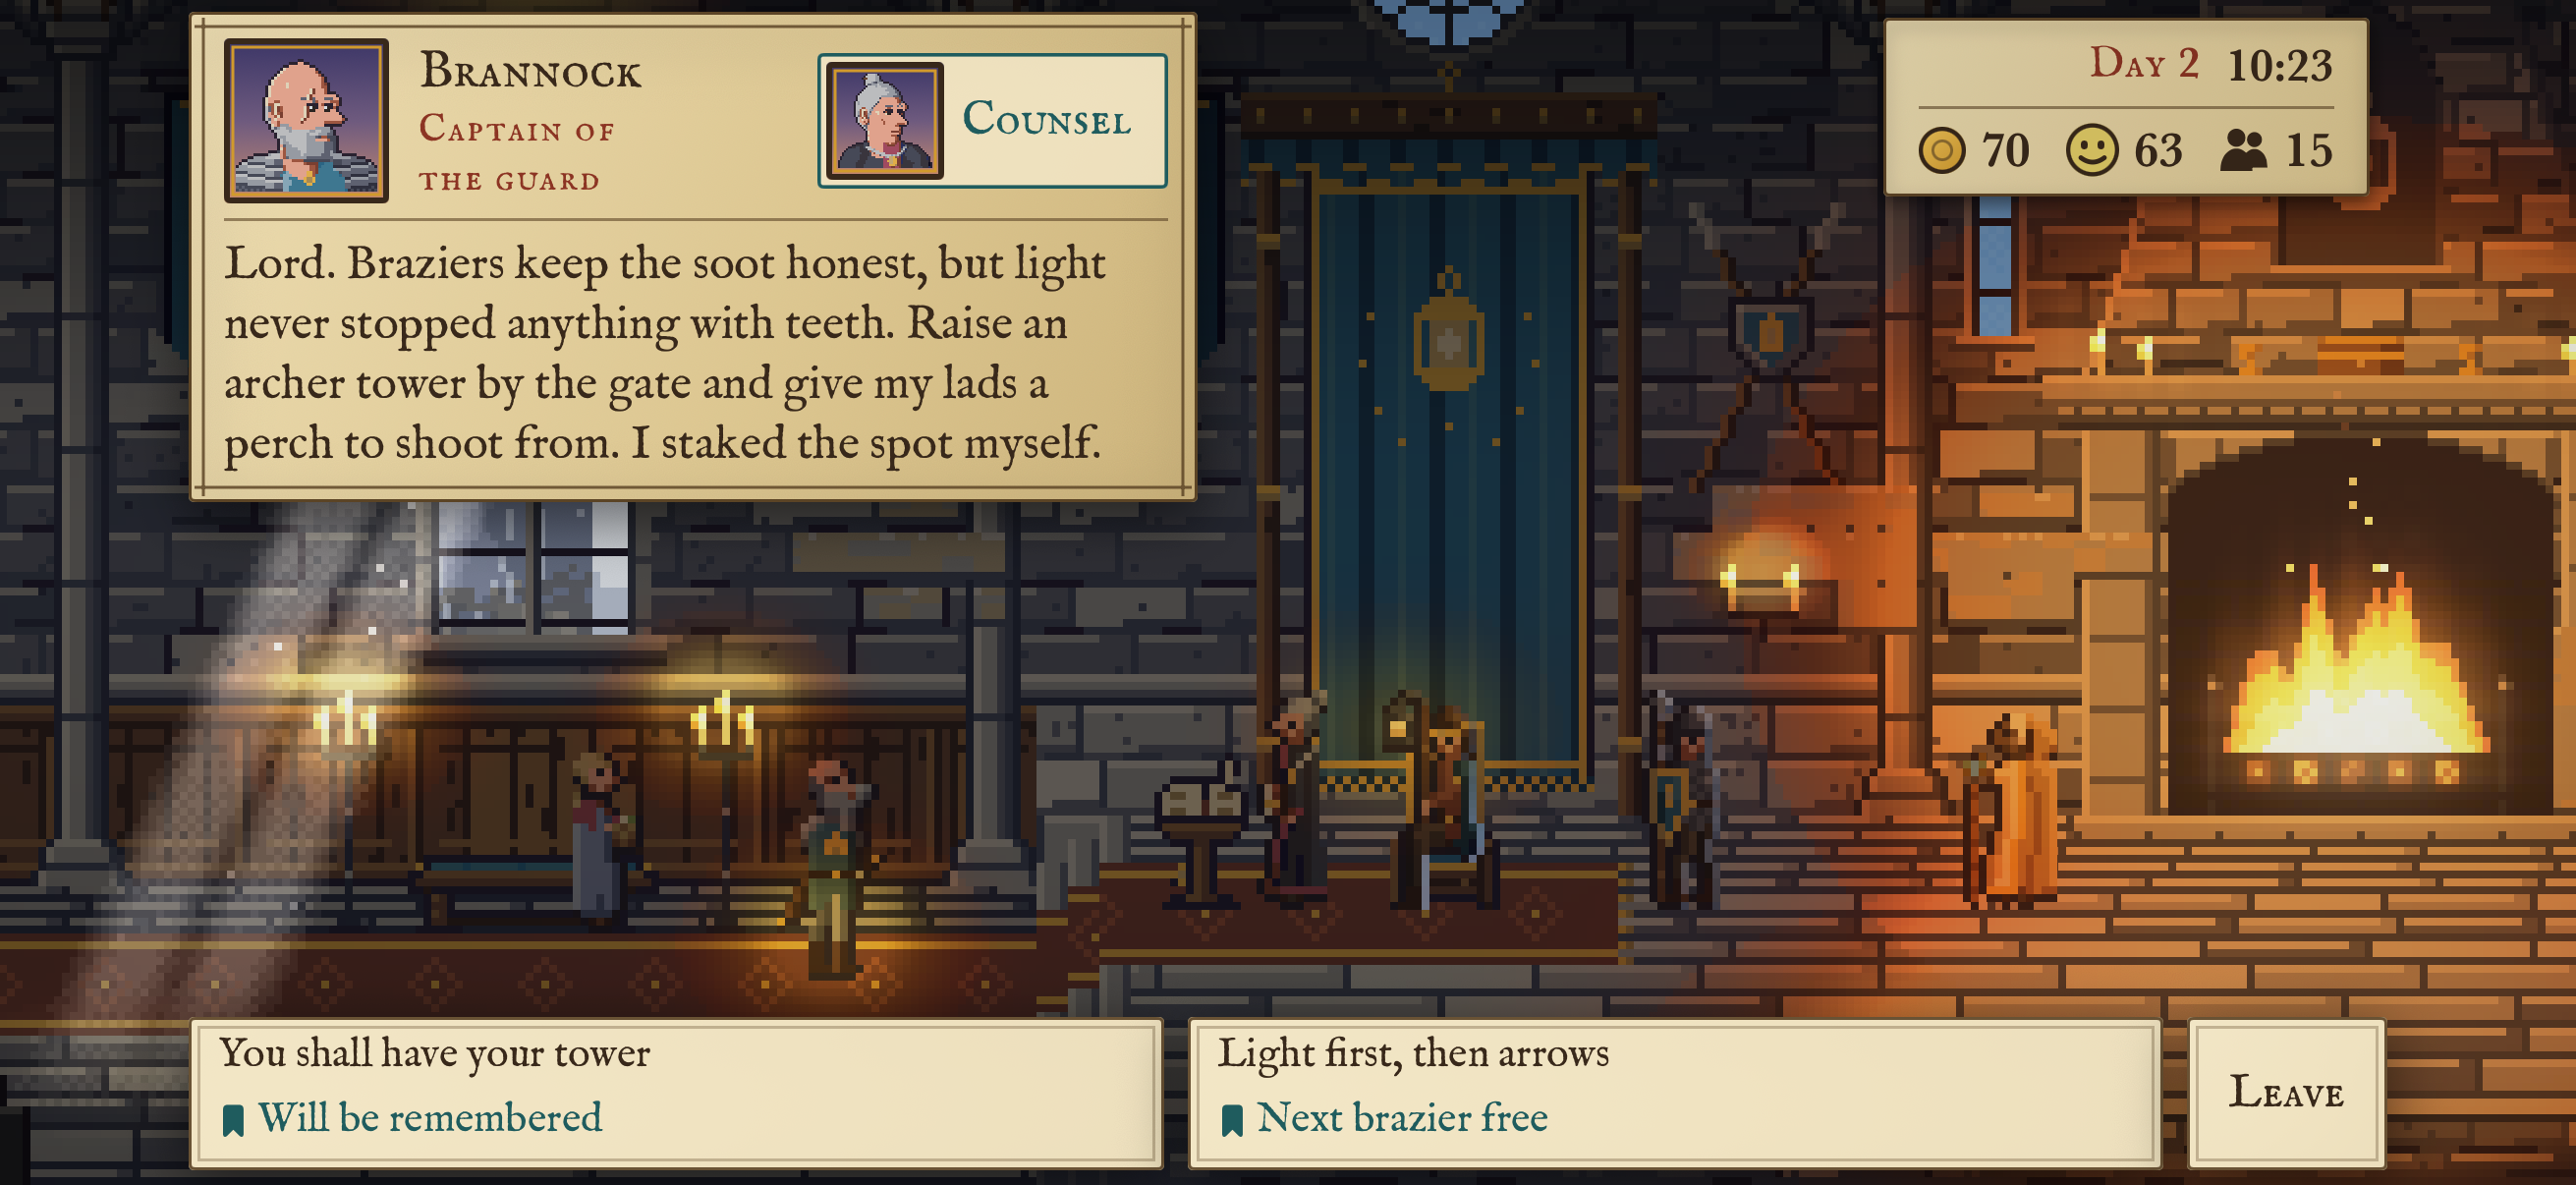 Brannock
Captain of
the guard
Counsel
Lord. Braziers keep the soot honest, but light
never stopped anything with teeth. Raise an
archer tower by the gate and give my lads a
perch to shoot from. I staked the spot myself.
Day 2 10:23
70 63 15
You shall have your tower
Will be remembered
Light first, then arrows
Next brazier free
Leave